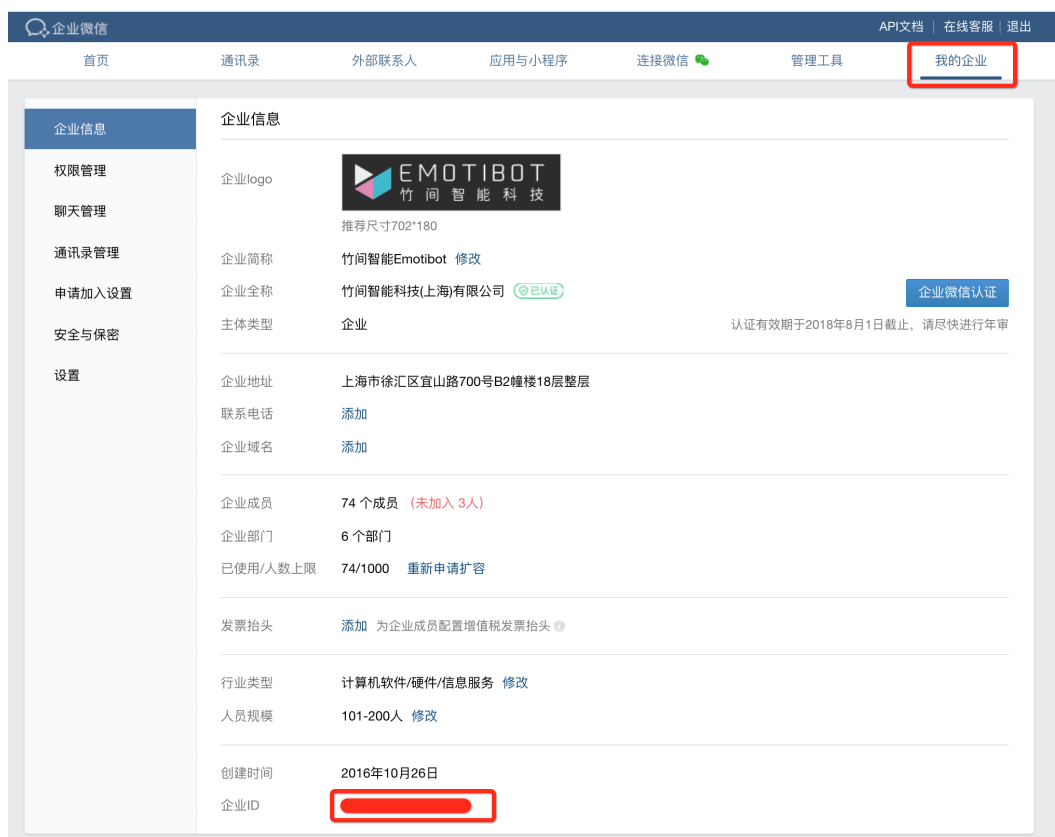 企业微信
API文档 | 在线客服 | 退出
首页 通讯录 外部联系人 应用与小程序 连接微信 管理工具 我的企业
企业信息
权限管理
聊天管理
通讯录管理
申请加入设置
安全与保密
设置
企业信息
企业logo
EMOTIBOT
竹间智能科技
推荐尺寸702*180
企业简称 竹间智能Emotibot 修改
企业全称 竹间智能科技(上海)有限公司 已认证 企业微信认证
主体类型 企业 认证有效期于2018年8月1日截止，请尽快进行年审
企业地址 上海市徐汇区宜山路700号B2幢楼18层整层
联系电话 添加
企业域名 添加
企业成员 74 个成员 （未加入 3人）
企业部门 6 个部门
已使用/人数上限 74/1000 重新申请扩容
发票抬头 添加 为企业成员配置增值税发票抬头
行业类型 计算机软件/硬件/信息服务 修改
人员规模 101-200人 修改
创建时间 2016年10月26日
企业ID